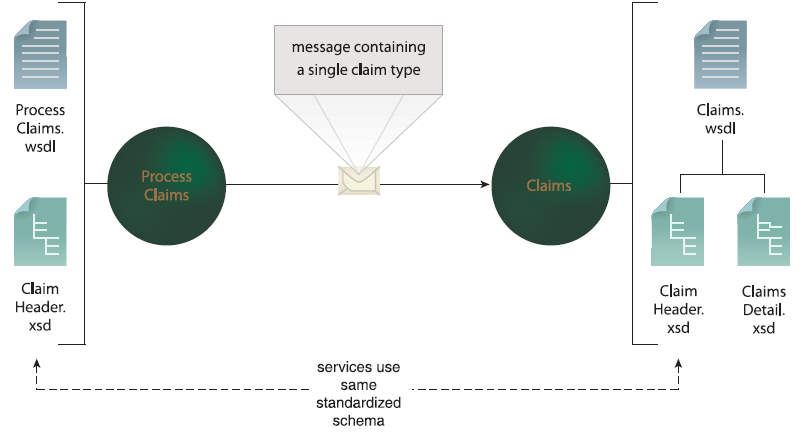 message containing
a single claim type
Process
Claims.
wsdl
Process
Claims
Claim
Header.
xsd
Claims
Claims.
wsdl
Claim
Header.
xsd
Claims
Detail.
xsd
services use
same
standardized
schema